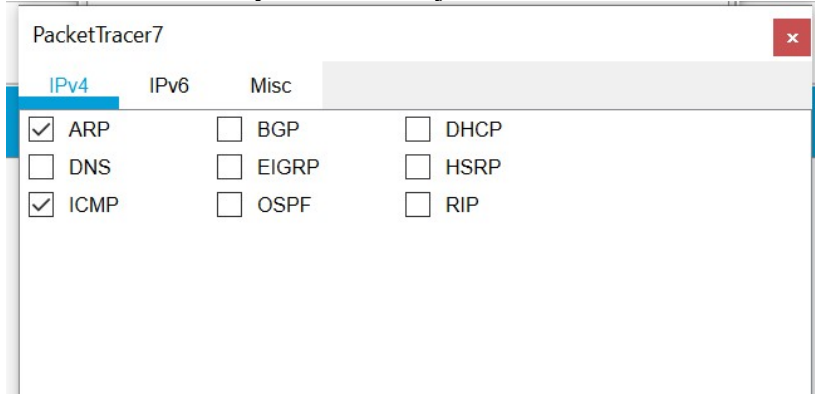 PacketTracer7
IPv4 IPv6 Misc
ARP BGP DHCP
DNS EIGRP HSRP
ICMP OSPF RIP